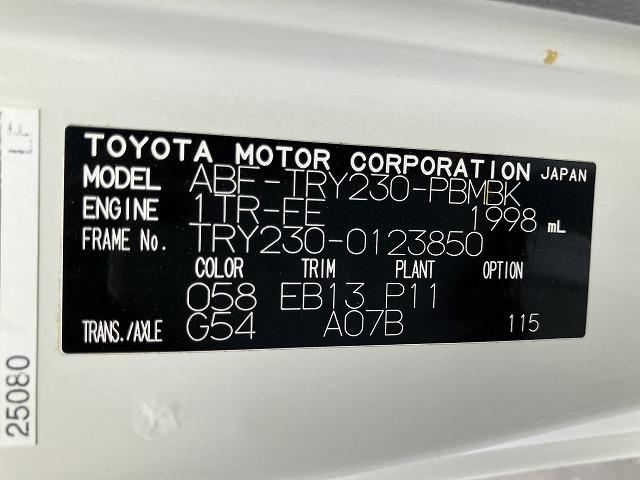 TOYOTA MOTOR CORPORATION JAPAN
MODEL ABF-TRY230-PBMBK
ENGINE 1TR-FE 1998 mL
FRAME No. TRY230-0123850
COLOR TRIM PLANT OPTION
058 EB13 P11
TRANS./AXLE G54 A07B 115
25080